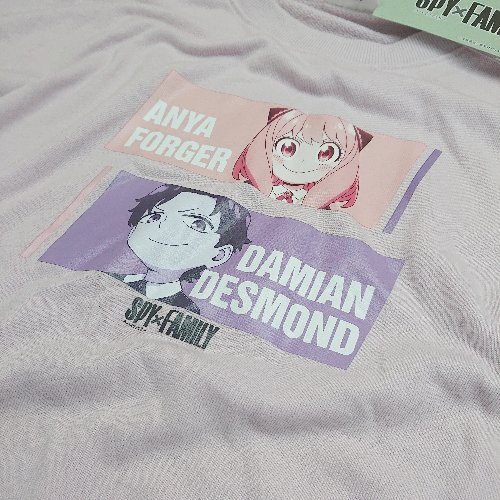 SPY×FAMILY
ANYA
FORGER
DAMIAN
DESMOND
SPY×FAMILY